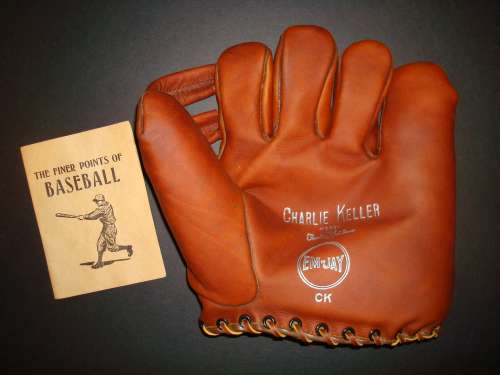 THE FINER POINTS OF
BASEBALL
CHARLIE KELLER
EM-JAY
CK